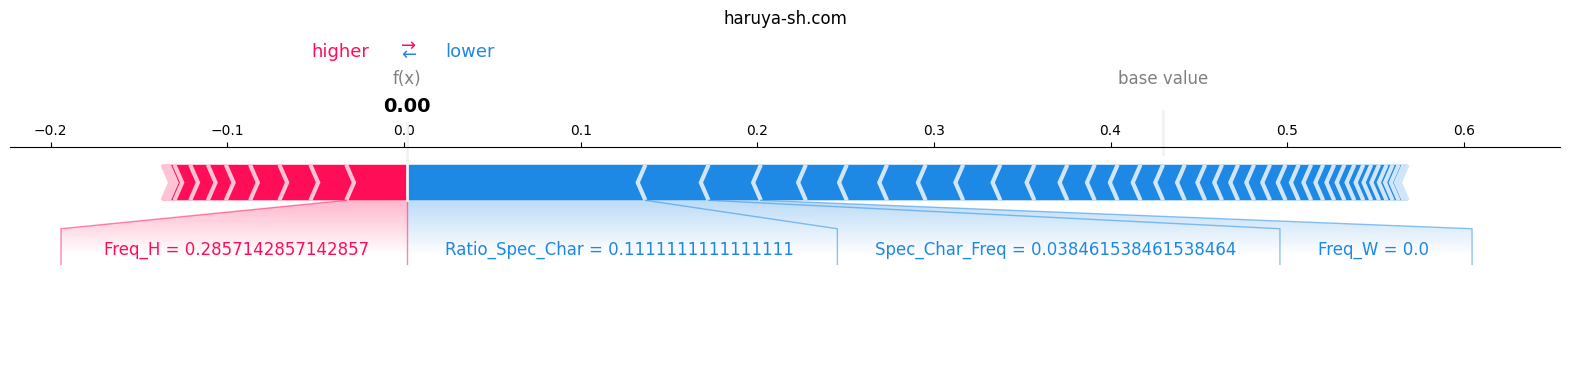 haruya-sh.com
higher ⇄ lower
f(x)
base value
0.00
−0.2 −0.1 0.0 0.1 0.2 0.3 0.4 0.5 0.6
Freq_H = 0.2857142857142857
Ratio_Spec_Char = 0.1111111111111111
Spec_Char_Freq = 0.038461538461538464
Freq_W = 0.0